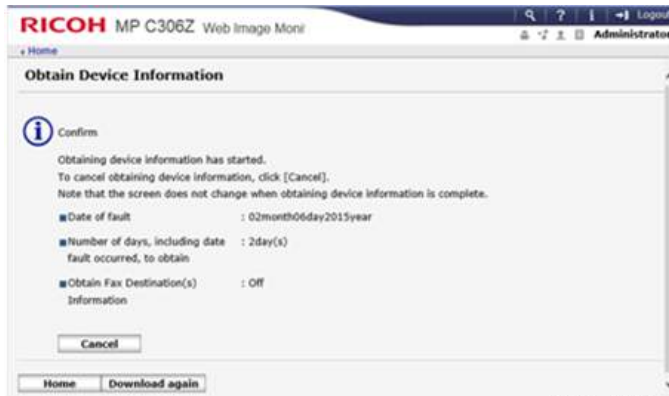 RICOH MP C306Z Web Image Moni
Logou
Administrator
Home
Obtain Device Information
Confirm
Obtaining device information has started.
To cancel obtaining device information, click [Cancel].
Note that the screen does not change when obtaining device information is complete.
Date of fault : 02month06day2015year
Number of days, including date : 2day(s)
fault occurred, to obtain
Obtain Fax Destination(s) : Off
Information
Cancel
Home Download again